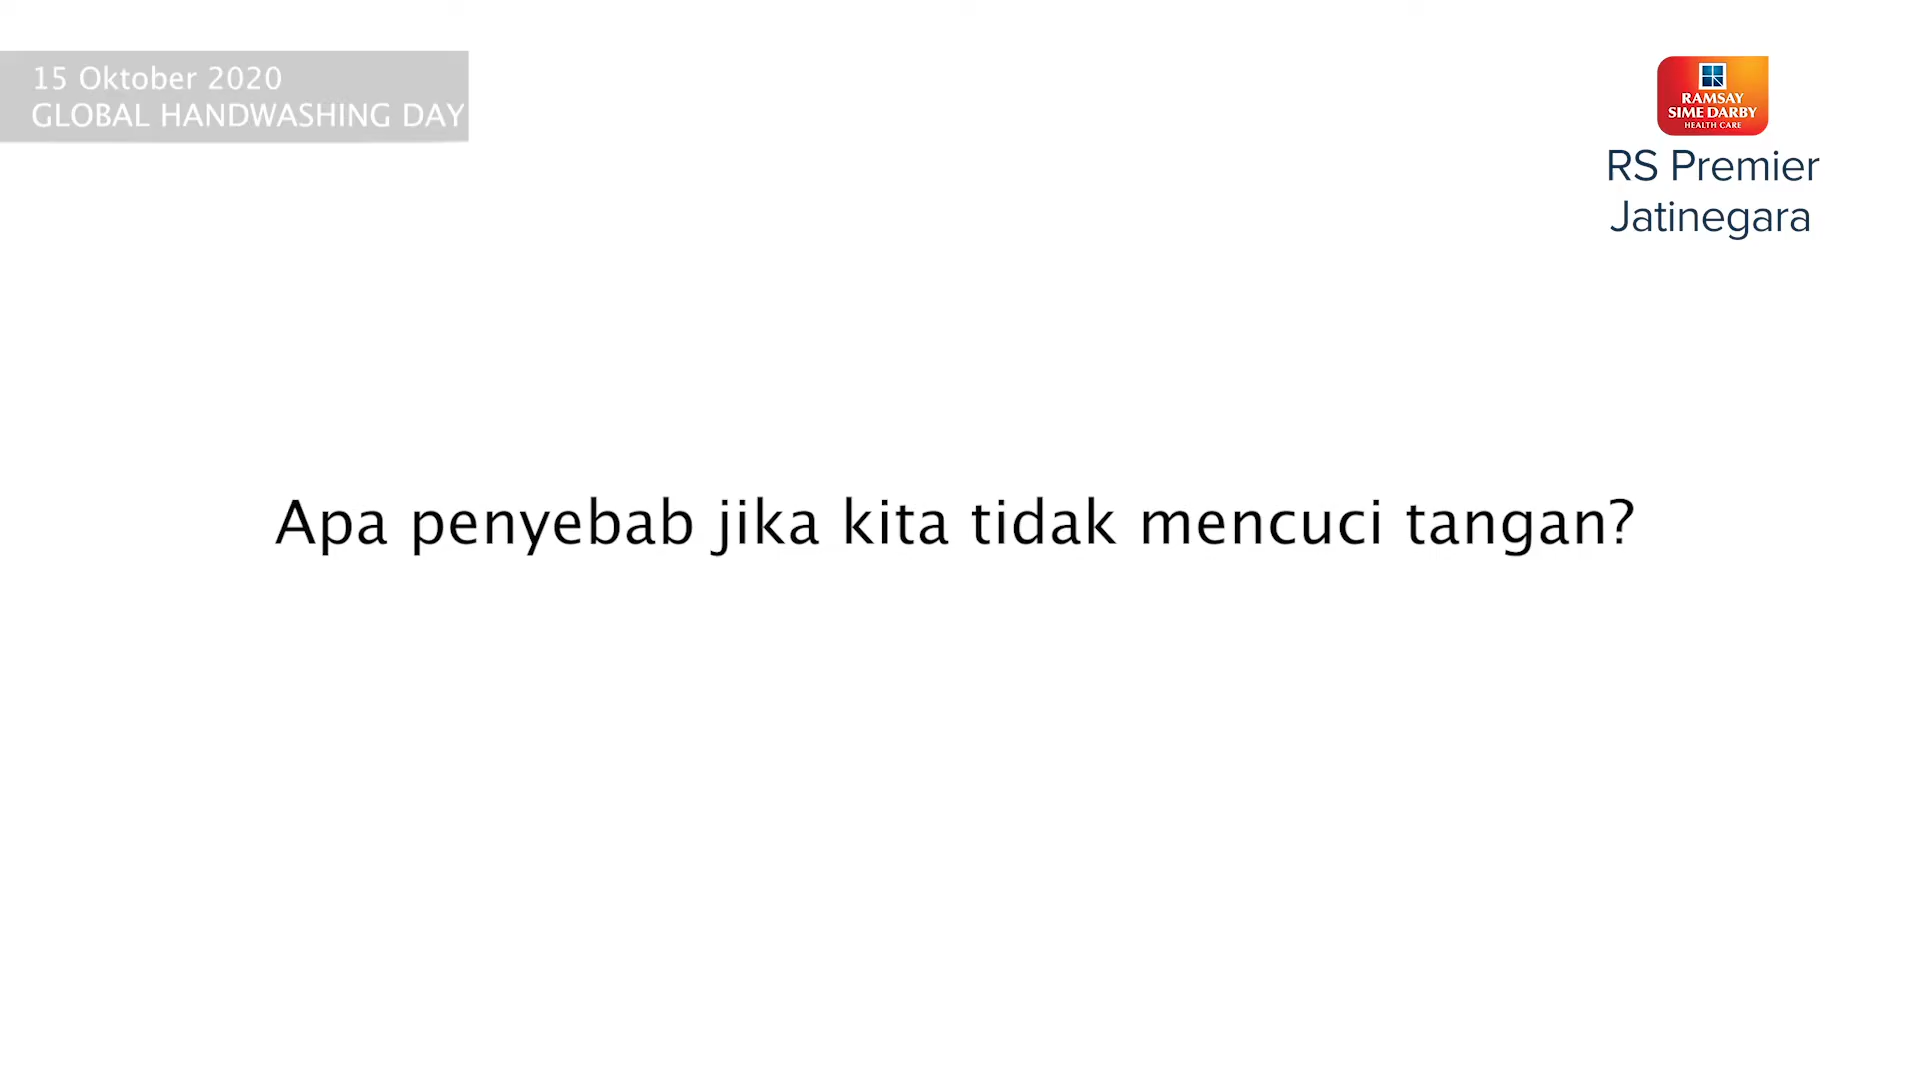 15 Oktober 2020
GLOBAL HANDWASHING DAY
RAMSAY
SIME DARBY
HEALTH CARE
RS Premier
Jatinegara
Apa penyebab jika kita tidak mencuci tangan?